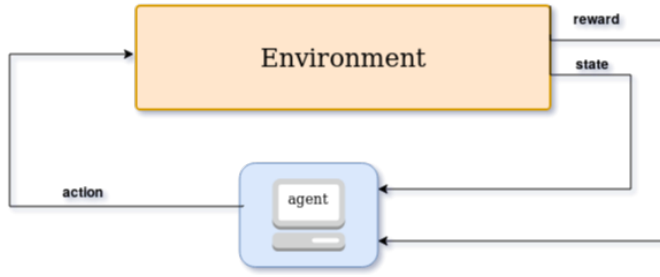 reward
Environment
state
action
agent